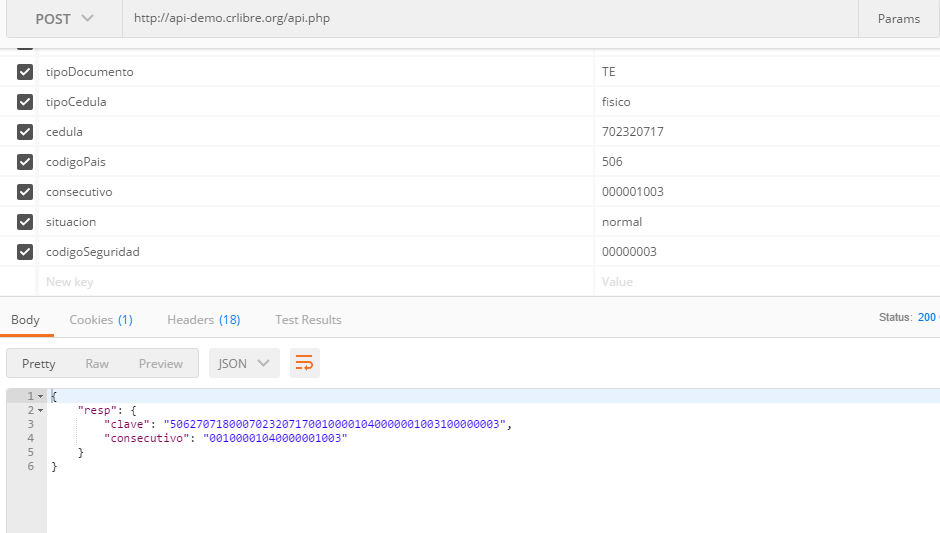 POST http://api-demo.crlibre.org/api.php Params
tipoDocumento TE
tipoCedula fisico
cedula 702320717
codigoPais 506
consecutivo 000001003
situacion normal
codigoSeguridad 00000003
New key Value
Body Cookies (1) Headers (18) Test Results Status: 200
Pretty Raw Preview JSON
1 {
2 "resp": {
3 "clave": "50627071800070232071700100001040000001003100000003",
4 "consecutivo": "00100001040000001003"
5 }
6 }